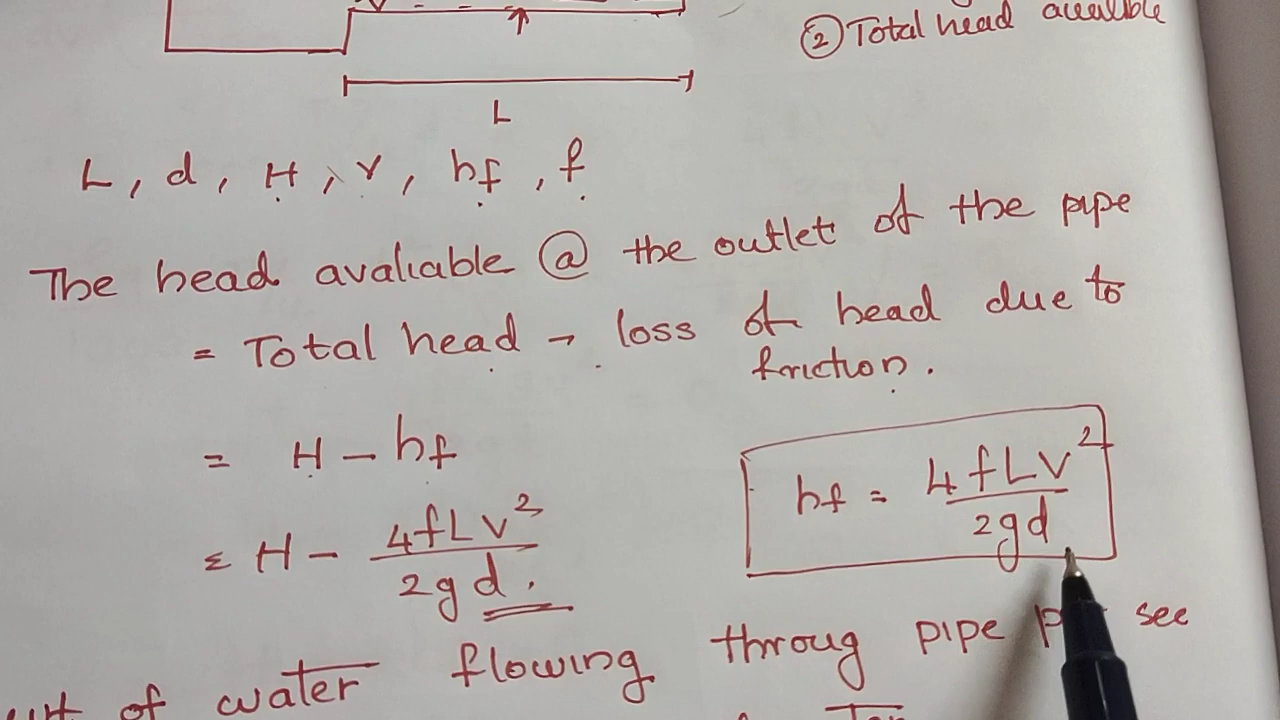 ② Total head
L
L, d, H, V, hf, f
The head avaliable @ the outlet of the pipe
= Total head - loss of head due to
friction.
= H - hf
hf = 4fLV²/2gd
= H - 4fLV²/2gd.
of water flowing throug pipe